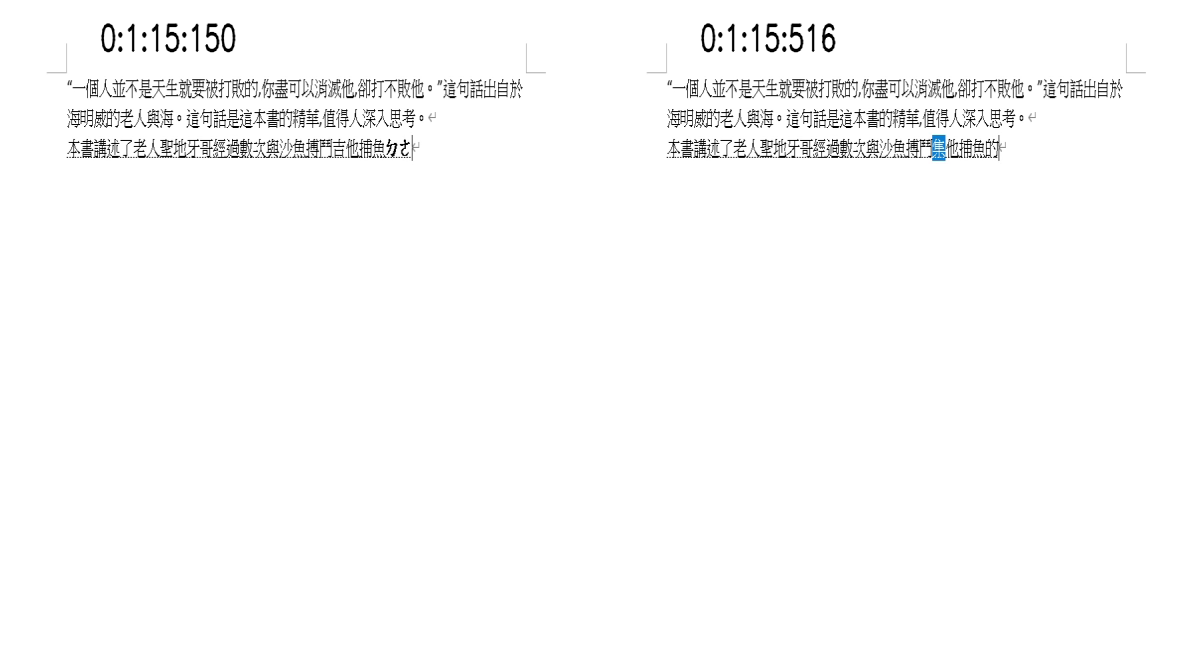 0:1:15:150
“一個人並不是天生就要被打敗的,你盡可以消滅他,卻打不敗他。”這句話出自於
海明威的老人與海。這句話是這本書的精華,值得人深入思考。↵
本書講述了老人聖地牙哥經過數次與沙魚搏鬥吉他捕魚ㄉㄜ↵
0:1:15:516
“一個人並不是天生就要被打敗的,你盡可以消滅他,卻打不敗他。”這句話出自於
海明威的老人與海。這句話是這本書的精華,值得人深入思考。↵
本書講述了老人聖地牙哥經過數次與沙魚搏鬥集他捕魚的↵